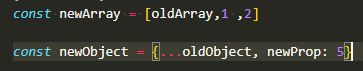 const newArray = [oldArray,1 ,2]
const newObject = {...oldObject, newProp: 5}